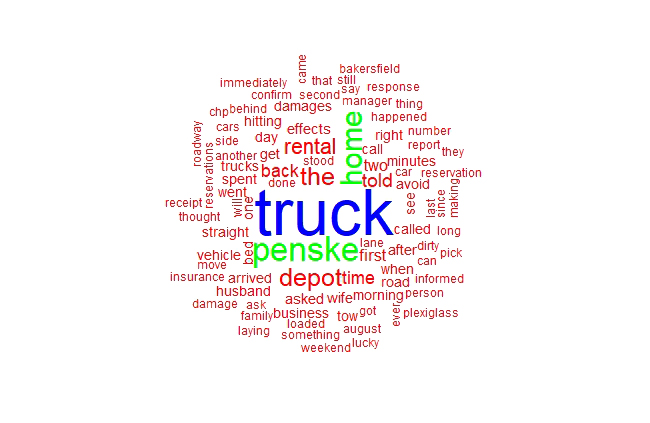 came
bakersfield
that still
immediately
say response
confirm second
manager thing
chp behind damages
happened
hitting effects
home
right number
cars
roadway
side
day
rental
call
report they
reservations
another get
stood
two minutes
trucks
back the
told
car reservation
spent
done
avoid
went
receipt
will one
truck
see last since making
thought
straight
called long
bed
penske
lane
first after dirty
vehicle
can pick
move
when
insurance arrived
depot time
road informed
husband
asked wife morning person
damage ask
ever
family business
tow got
plexiglass
loaded
laying
august
something
lucky
weekend